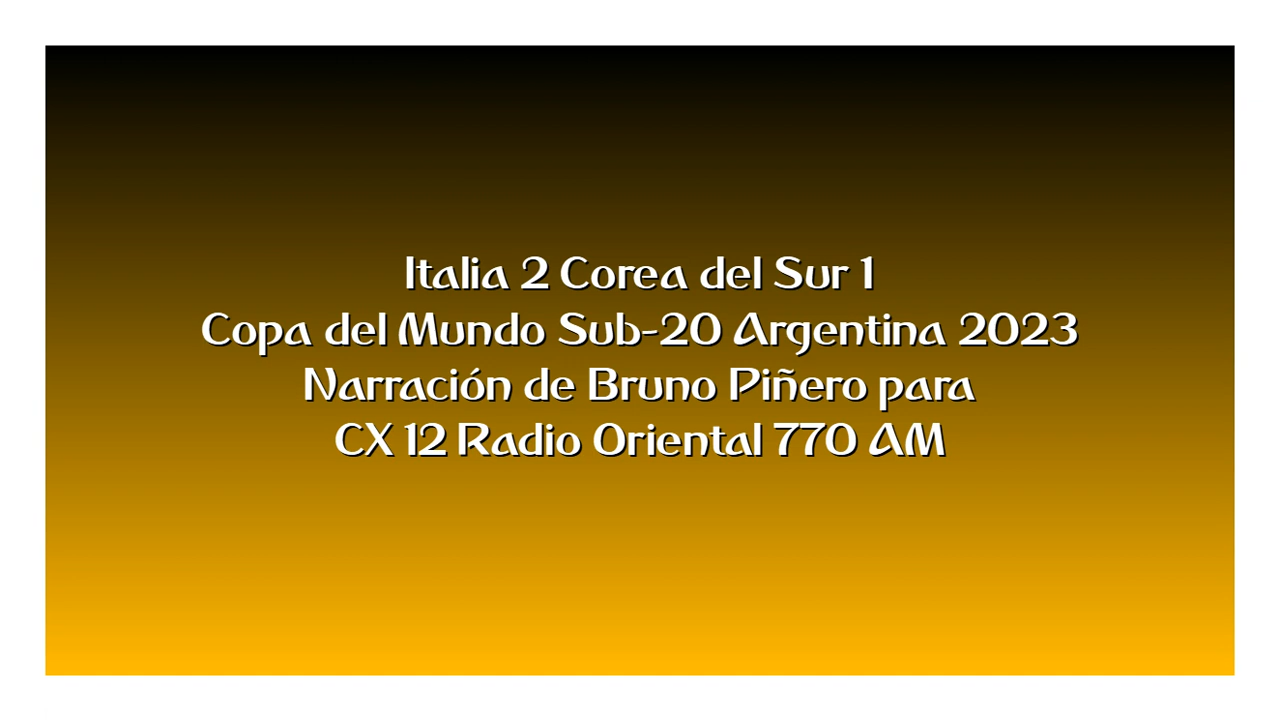 Italia 2 Corea del Sur 1
Copa del Mundo Sub-20 Argentina 2023
Narración de Bruno Piñero para
CX 12 Radio Oriental 770 AM